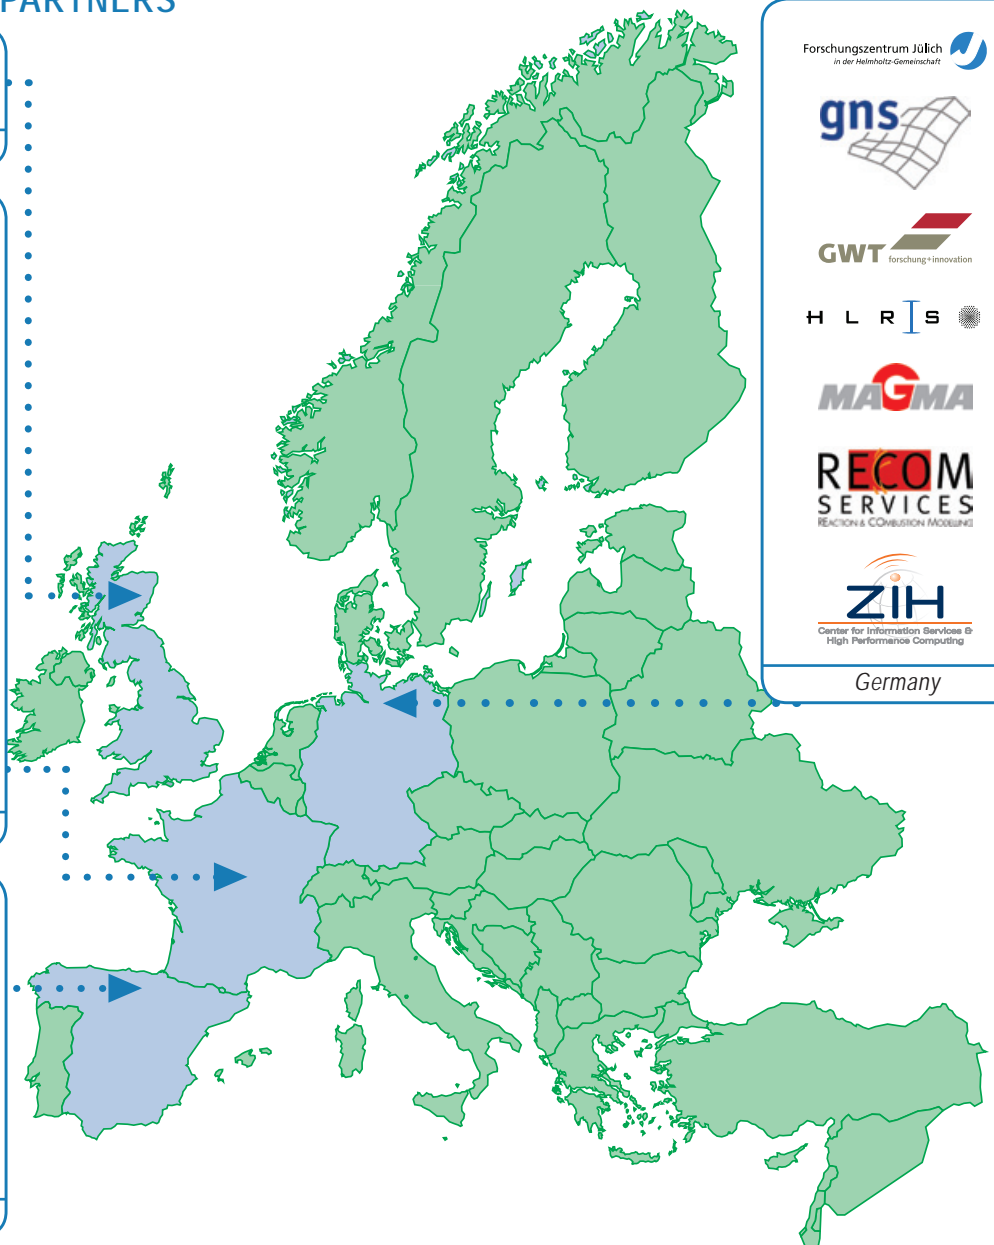 PARTNERS
Forschungszentrum Jülich
in der Helmholtz-Gemeinschaft
gns
GWT forschung+innovation
H L R I S
MAGMA
RECOM
SERVICES
REACTION & COMBUSTION MODELLING
ZIH
Center for Information Services &
High Performance Computing
Germany